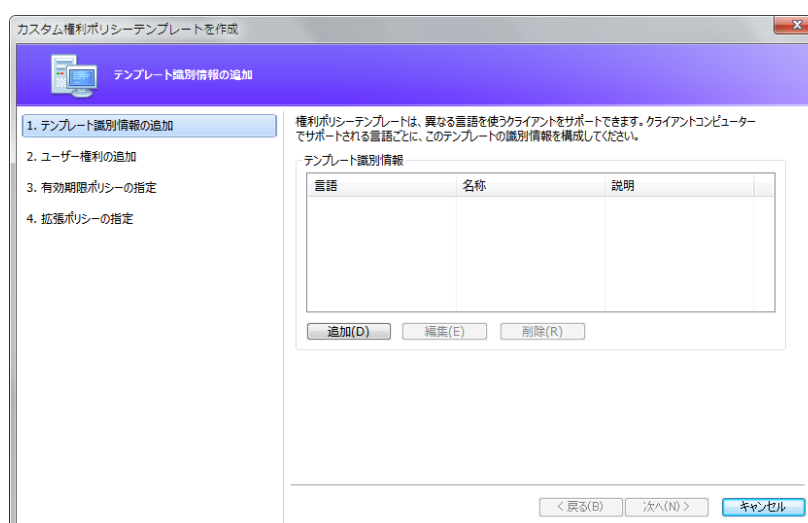 カスタム権利ポリシーテンプレートを作成
テンプレート識別情報の追加
1. テンプレート識別情報の追加
2. ユーザー権利の追加
3. 有効期限ポリシーの指定
4. 拡張ポリシーの指定
権利ポリシーテンプレートは、異なる言語を使うクライアントをサポートできます。クライアントコンピューター
でサポートされる言語ごとに、このテンプレートの識別情報を構成してください。
テンプレート識別情報
言語 名称 説明
追加(D) 編集(E) 削除(R)
< 戻る(B) 次へ(N) > キャンセル